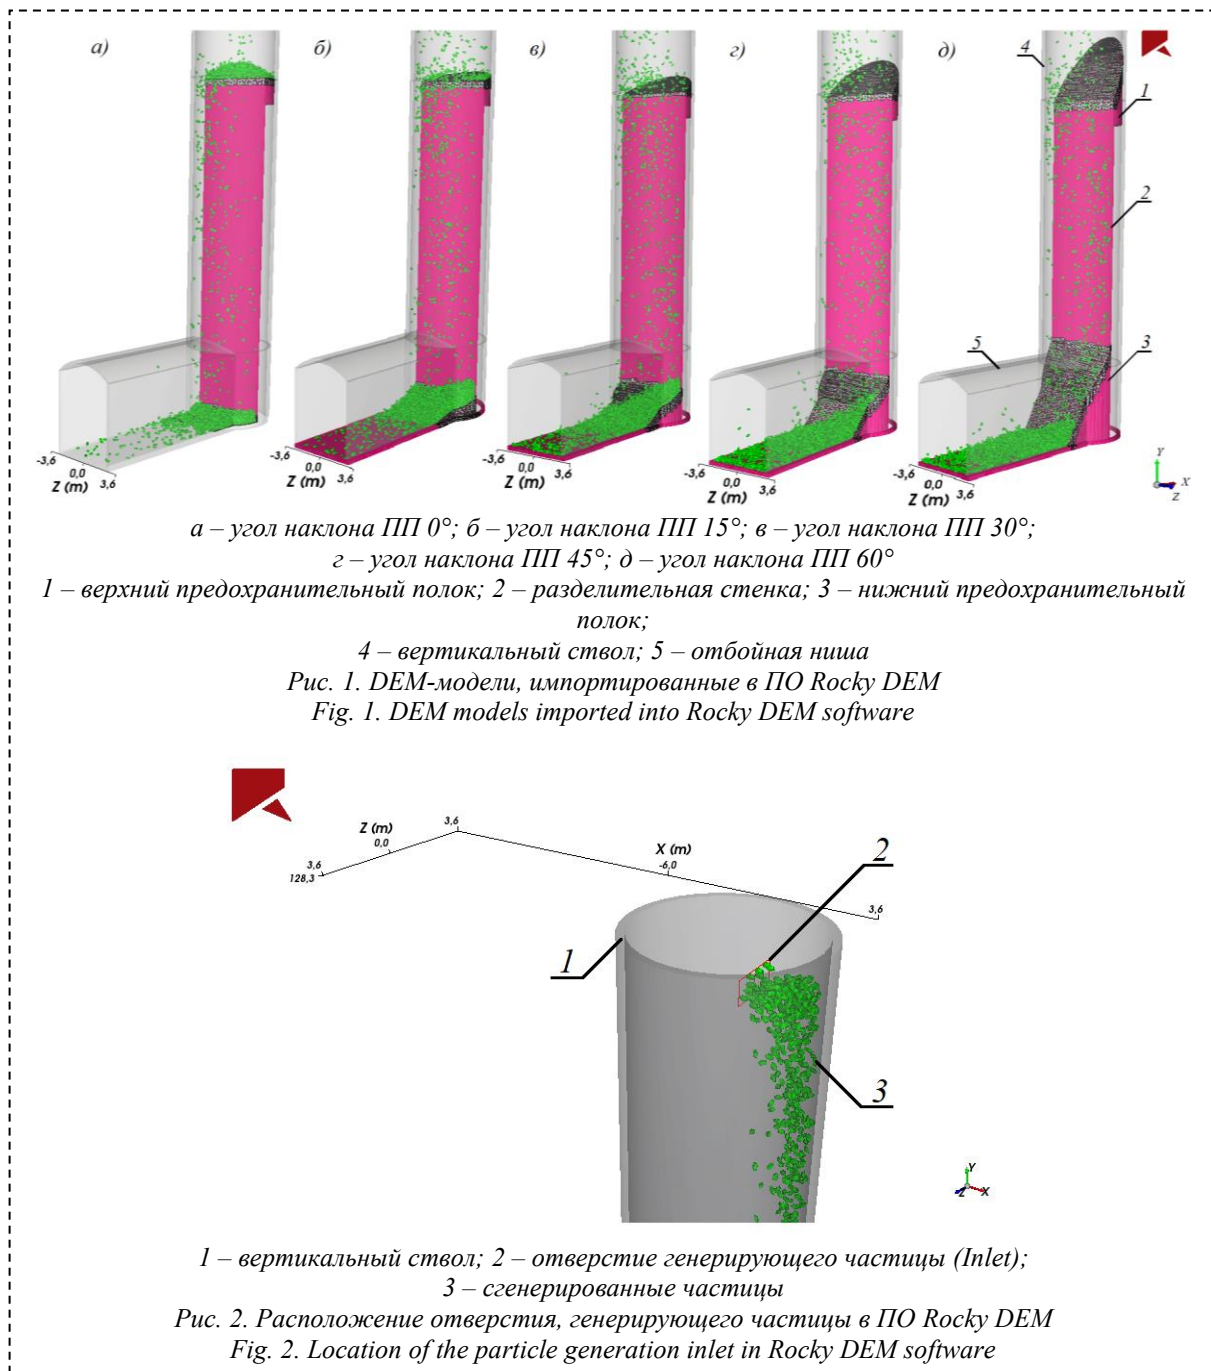 а) б) в) г) д) 4
1
2
5 3
-3,6 0,0 3,6 Z (m)
-3,6 0,0 3,6 Z (m)
-3,6 0,0 3,6 Z (m)
-3,6 0,0 3,6 Z (m)
-3,6 0,0 3,6 Z (m)
Y X Z
а – угол наклона ПП 0°; б – угол наклона ПП 15°; в – угол наклона ПП 30°;
г – угол наклона ПП 45°; д – угол наклона ПП 60°
1 – верхний предохранительный полок; 2 – разделительная стенка; 3 – нижний предохранительный
полок;
4 – вертикальный ствол; 5 – отбойная ниша
Рис. 1. DEM-модели, импортированные в ПО Rocky DEM
Fig. 1. DEM models imported into Rocky DEM software
3,6
Z (m)
0,0
3,6
128,3
X (m)
-6,0
3,6
2
1
3
Y
Z X
1 – вертикальный ствол; 2 – отверстие генерирующего частицы (Inlet);
3 – сгенерированные частицы
Рис. 2. Расположение отверстия, генерирующего частицы в ПО Rocky DEM
Fig. 2. Location of the particle generation inlet in Rocky DEM software